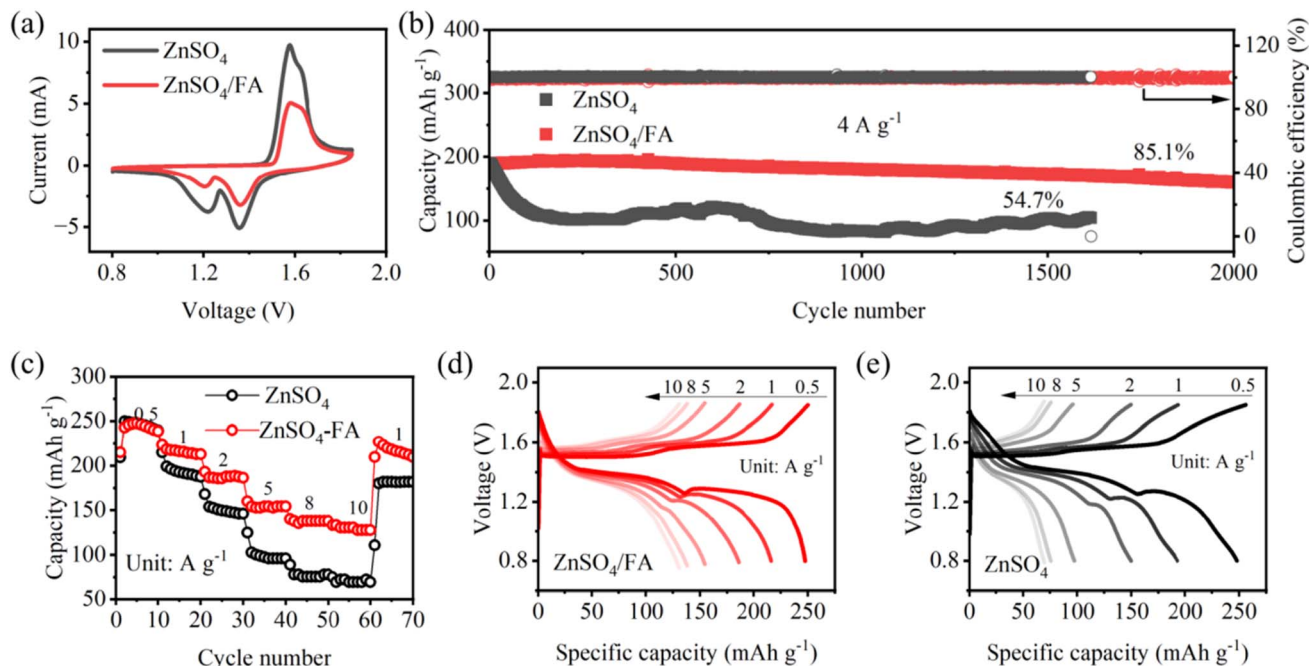 (a)
ZnSO4
ZnSO4/FA
10
5
0
−5
Current (mA)
0.8
1.2
1.6
2.0
Voltage (V)
(b)
400
300
200
100
Capacity (mAh g-1)
120
80
40
0
Coulombic efficiency (%)
ZnSO4
ZnSO4/FA
4 A g-1
85.1%
54.7%
0
500
1000
1500
2000
Cycle number
(c)
300
250
200
150
100
50
Capacity (mAh g-1)
ZnSO4
ZnSO4-FA
0.5
1
2
5
8
10
1
Unit: A g-1
0 10 20 30 40 50 60 70
Cycle number
(d)
2.0
1.6
1.2
0.8
Voltage (V)
10 8 5 2 1 0.5
Unit: A g-1
ZnSO4/FA
0 50 100 150 200 250
Specific capacity (mAh g-1)
(e)
2.0
1.6
1.2
0.8
Voltage (V)
10 8 5 2 1 0.5
Unit: A g-1
ZnSO4
0 50 100 150 200 250
Specific capacity (mAh g-1)